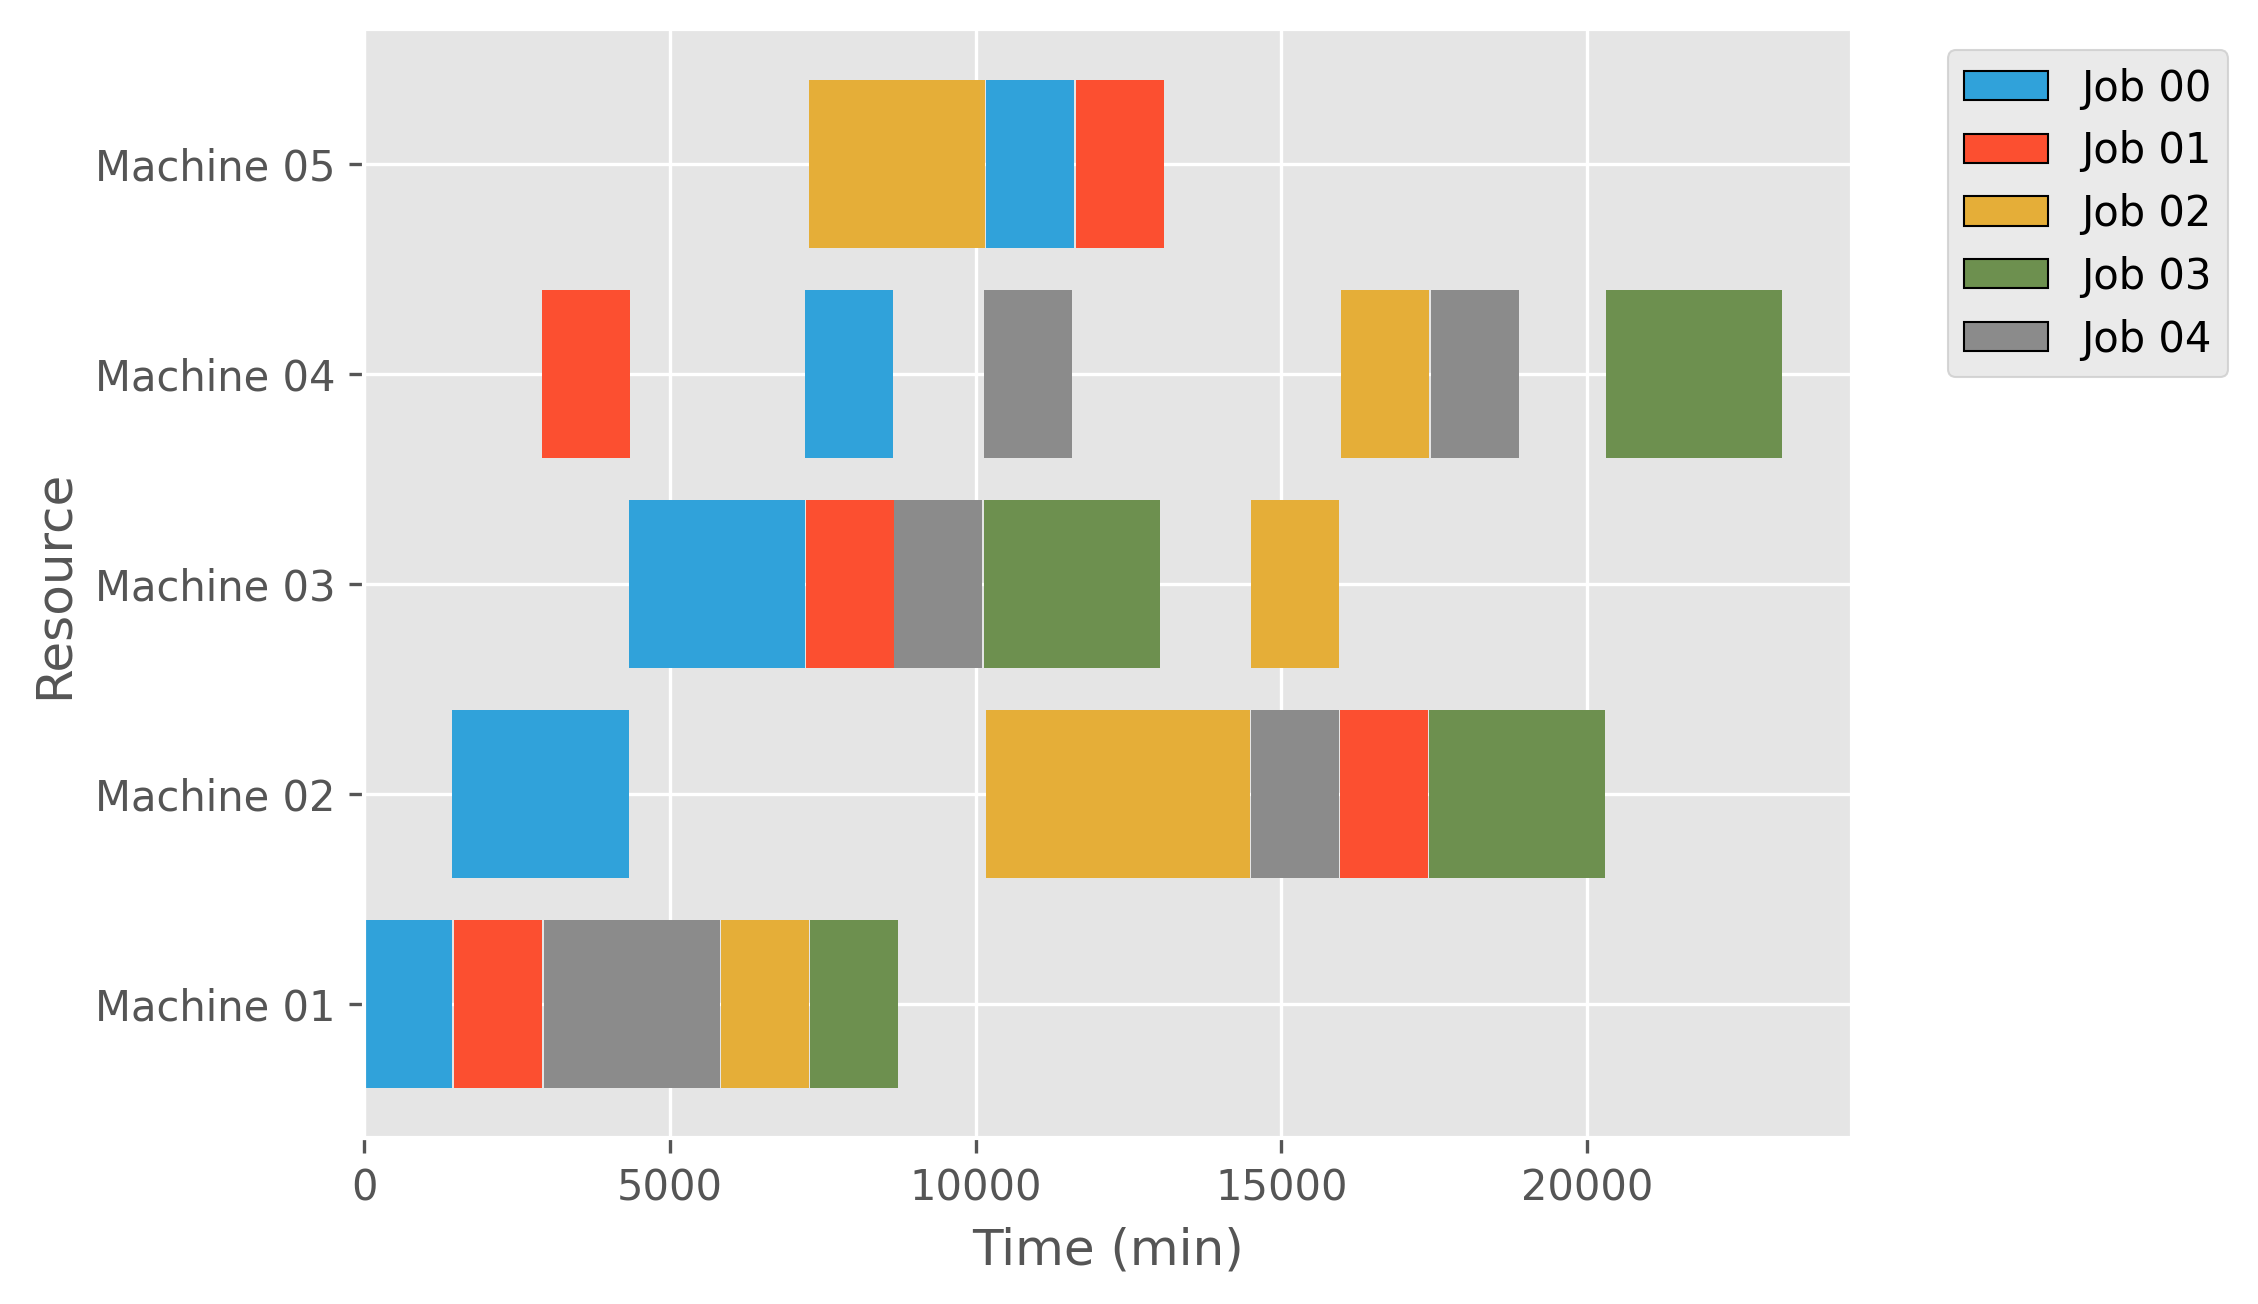 Machine 05
Machine 04
Machine 03
Machine 02
Machine 01
Resource
0
5000
10000
15000
20000
Time (min)
Job 00
Job 01
Job 02
Job 03
Job 04